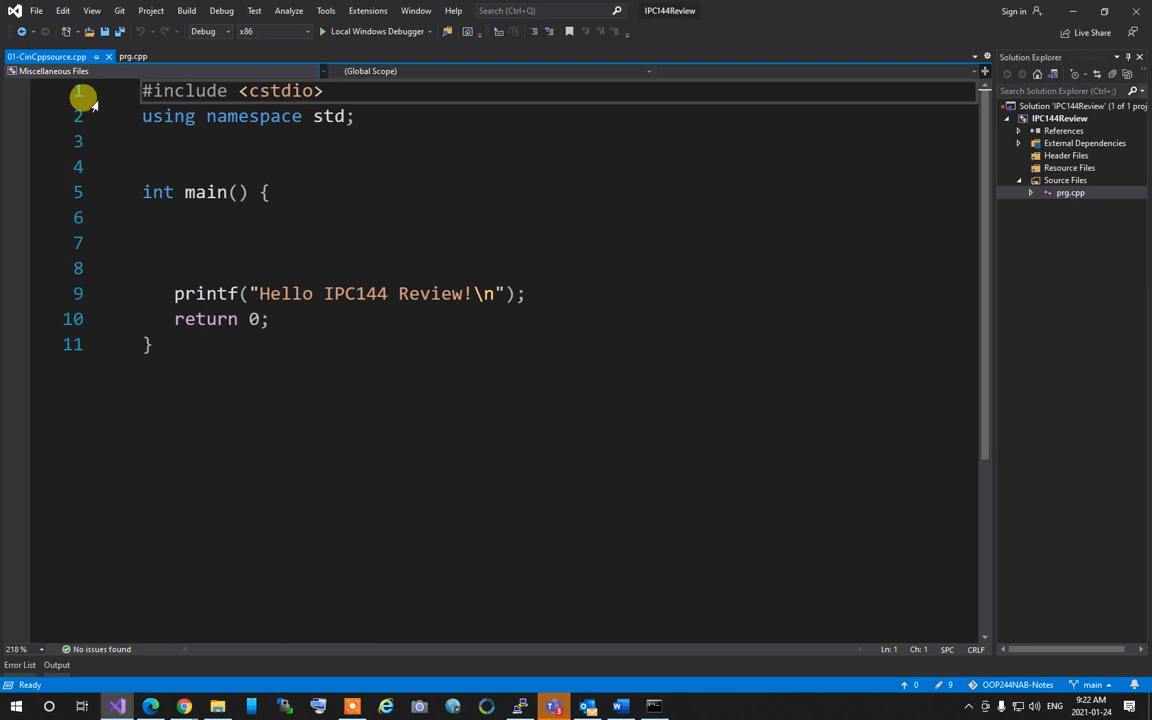 File Edit View Git Project Build Debug Test Analyze Tools Extensions Window Help Search (Ctrl+;) IPC144Review Sign in
Debug x86 Local Windows Debugger Live Share
01-CinCppsource.cpp prg.cpp Solution Explorer
Miscellaneous Files (Global Scope)
Search Solution Explorer (Ctrl+;)
Solution 'IPC144Review' (1 of 1 proj
IPC144Review
References
External Dependencies
Header Files
Resource Files
Source Files
prg.cpp
1 #include <cstdio>
2 using namespace std;
3
4
5 int main() {
6
7
8
9 printf("Hello IPC144 Review!\n");
10 return 0;
11 }
218 % No issues found Ln: 1 Ch: 1 SPC CRLF
Error List Output
Ready 0 9 OOP244NAB-Notes main
ENG 9:22 AM
2021-01-24